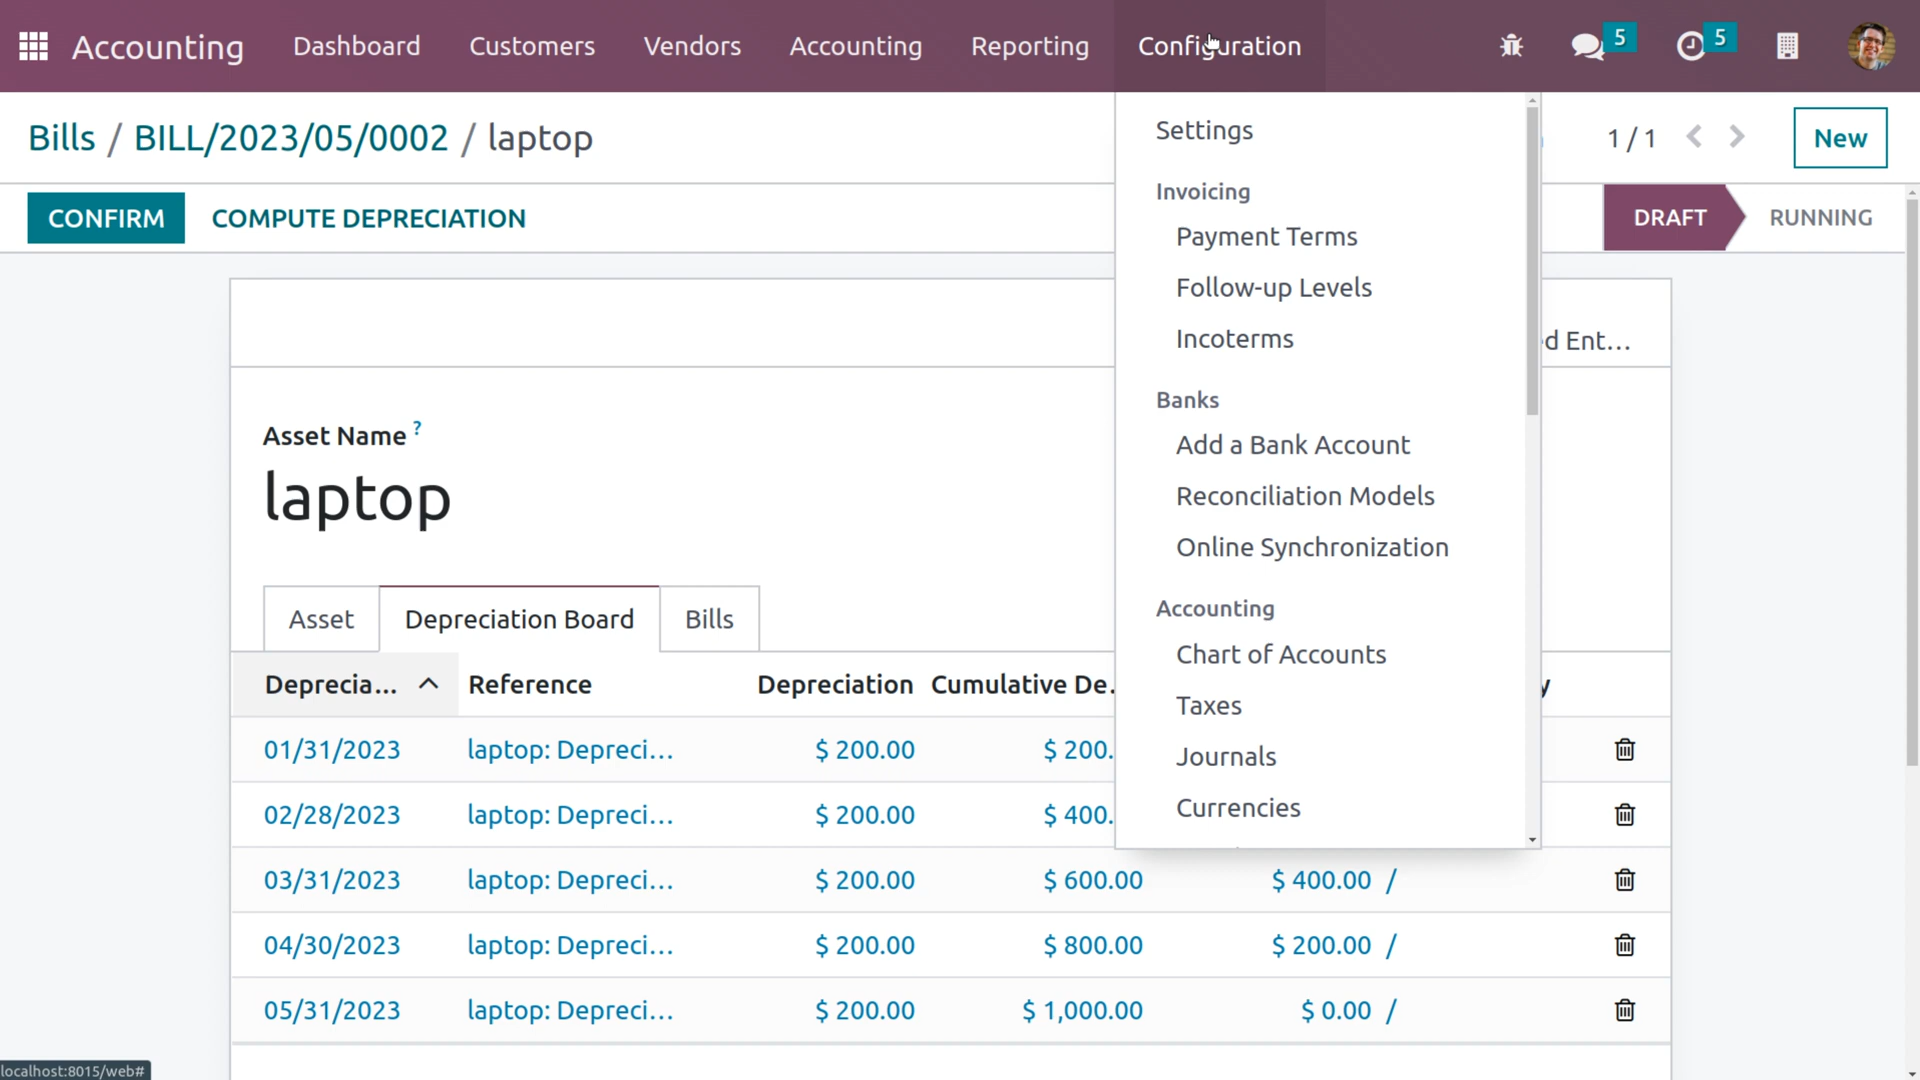 Accounting Dashboard Customers Vendors Accounting Reporting Configuration 5 5
Bills / BILL/2023/05/0002 / laptop 1 / 1 New
CONFIRM COMPUTE DEPRECIATION DRAFT RUNNING
Settings
Invoicing
Payment Terms
Follow-up Levels
Incoterms
Banks
Add a Bank Account
Reconciliation Models
Online Synchronization
Accounting
Chart of Accounts
Taxes
Journals
Currencies
d Ent...
Asset Name ?
laptop
Asset Depreciation Board Bills
Deprecia... Reference Depreciation Cumulative De. y
01/31/2023 laptop: Depreci... $ 200.00 $ 200.
02/28/2023 laptop: Depreci... $ 200.00 $ 400.
03/31/2023 laptop: Depreci... $ 200.00 $ 600.00 $ 400.00 /
04/30/2023 laptop: Depreci... $ 200.00 $ 800.00 $ 200.00 /
05/31/2023 laptop: Depreci... $ 200.00 $ 1,000.00 $ 0.00 /
localhost:8015/web#